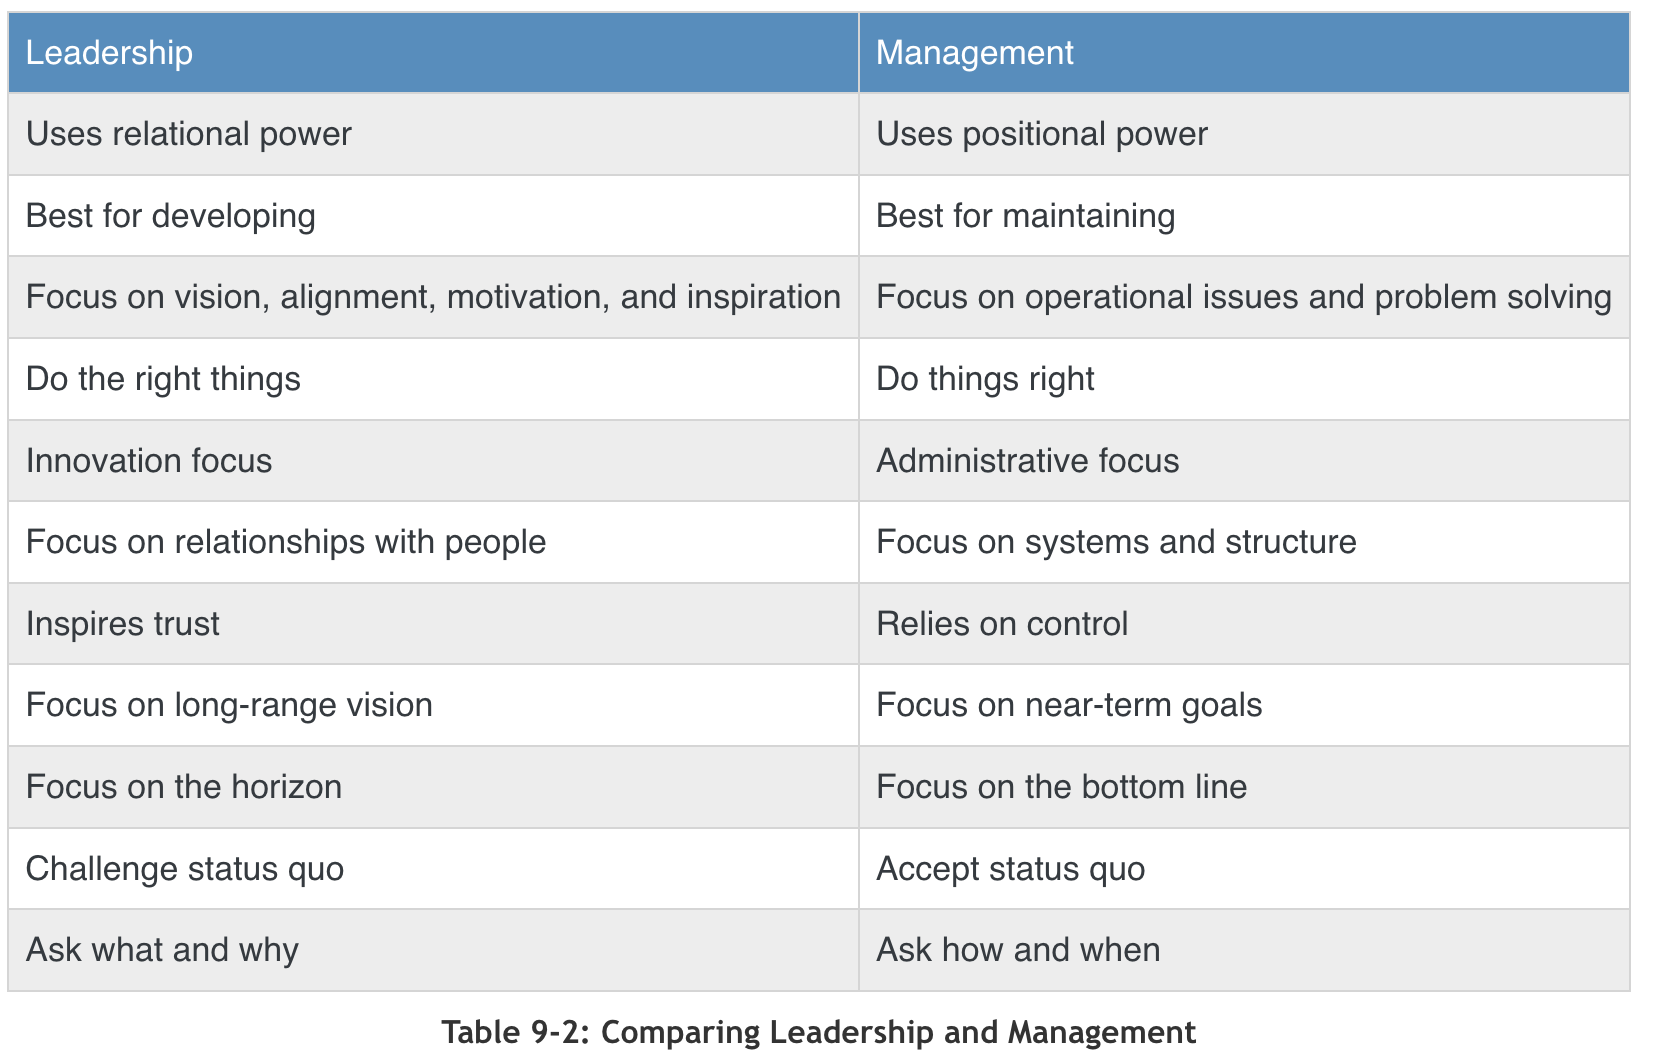 Leadership Management
Uses relational power Uses positional power
Best for developing Best for maintaining
Focus on vision, alignment, motivation, and inspiration Focus on operational issues and problem solving
Do the right things Do things right
Innovation focus Administrative focus
Focus on relationships with people Focus on systems and structure
Inspires trust Relies on control
Focus on long-range vision Focus on near-term goals
Focus on the horizon Focus on the bottom line
Challenge status quo Accept status quo
Ask what and why Ask how and when
Table 9-2: Comparing Leadership and Management